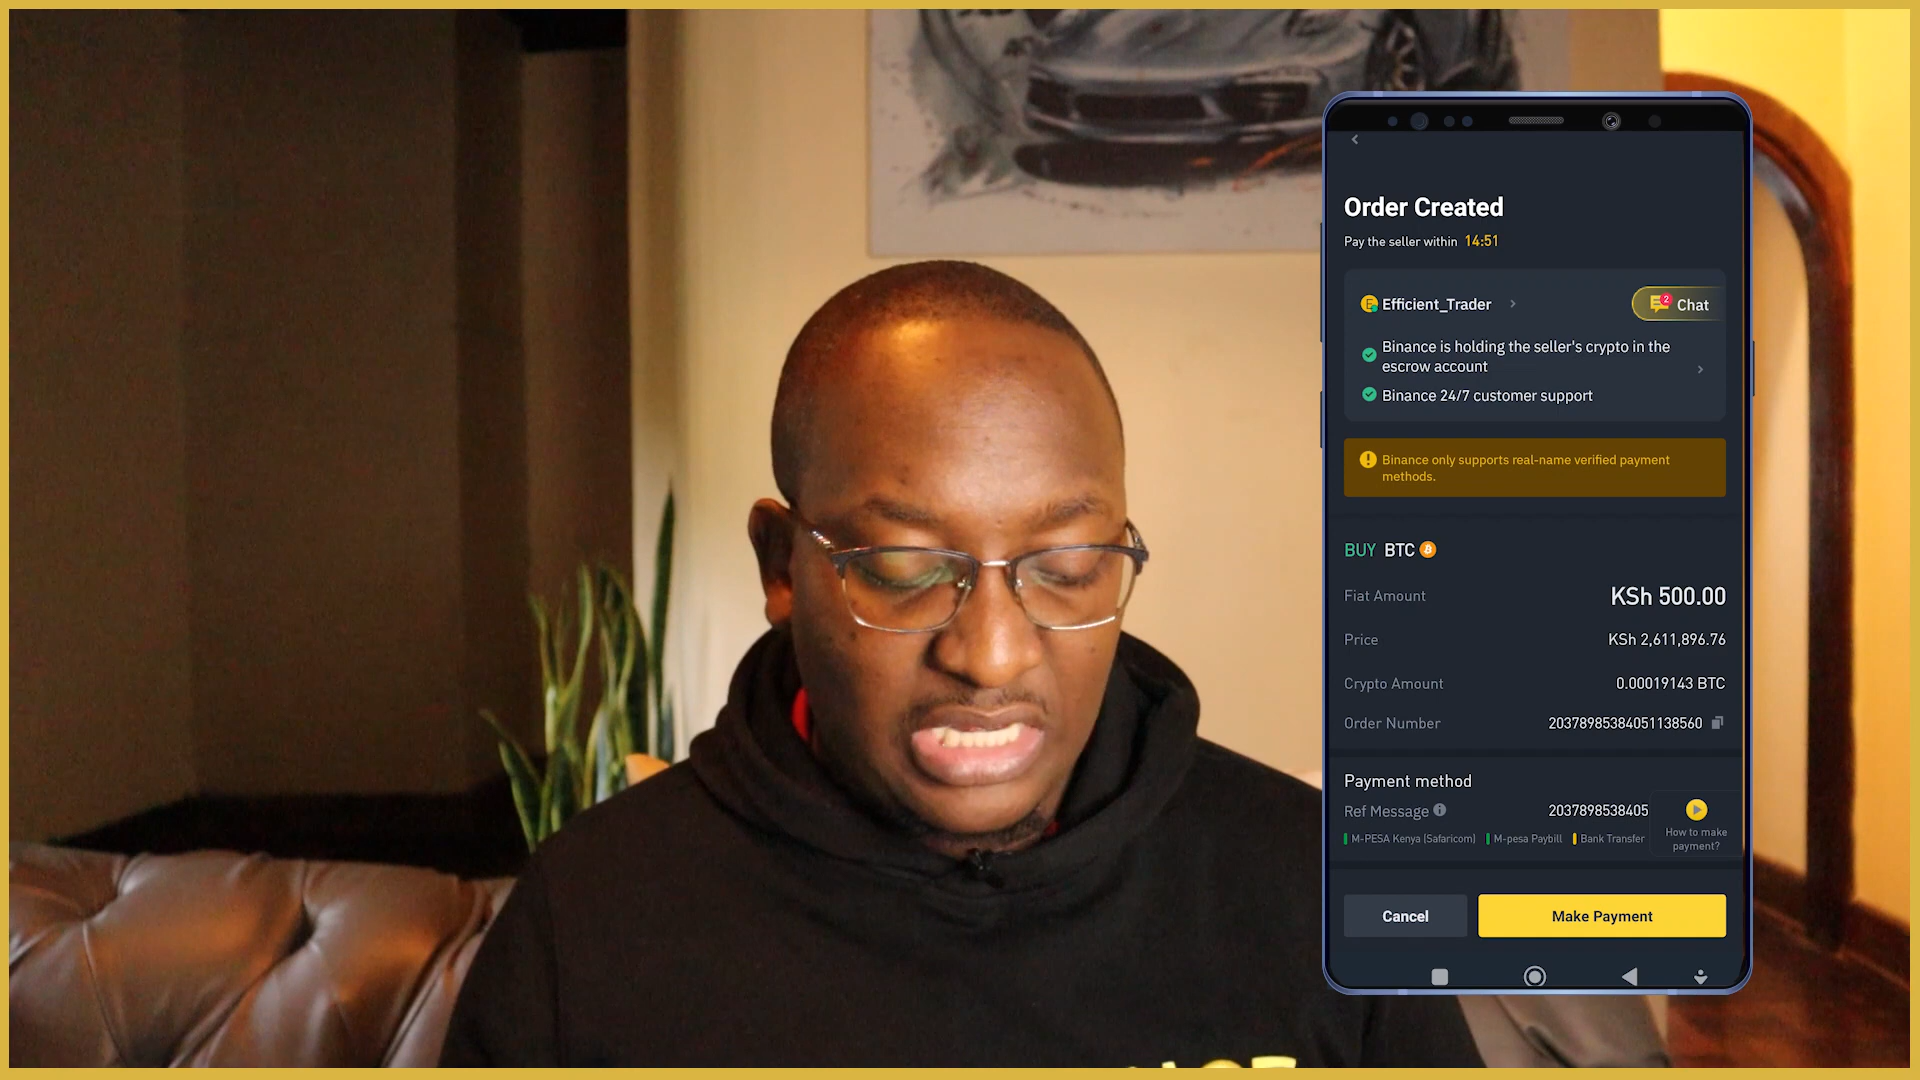 Order Created
Pay the seller within 14:51
Efficient_Trader
2
Chat
Binance is holding the seller's crypto in the
escrow account
Binance 24/7 customer support
Binance only supports real-name verified payment
methods.
BUY BTC
Fiat Amount KSh 500.00
Price KSh 2,611,896.76
Crypto Amount 0.00019143 BTC
Order Number 20378985384051138560
Payment method
Ref Message 2037898538405
M-PESA Kenya (Safaricom) M-pesa Paybill Bank Transfer
How to make
payment?
Cancel Make Payment